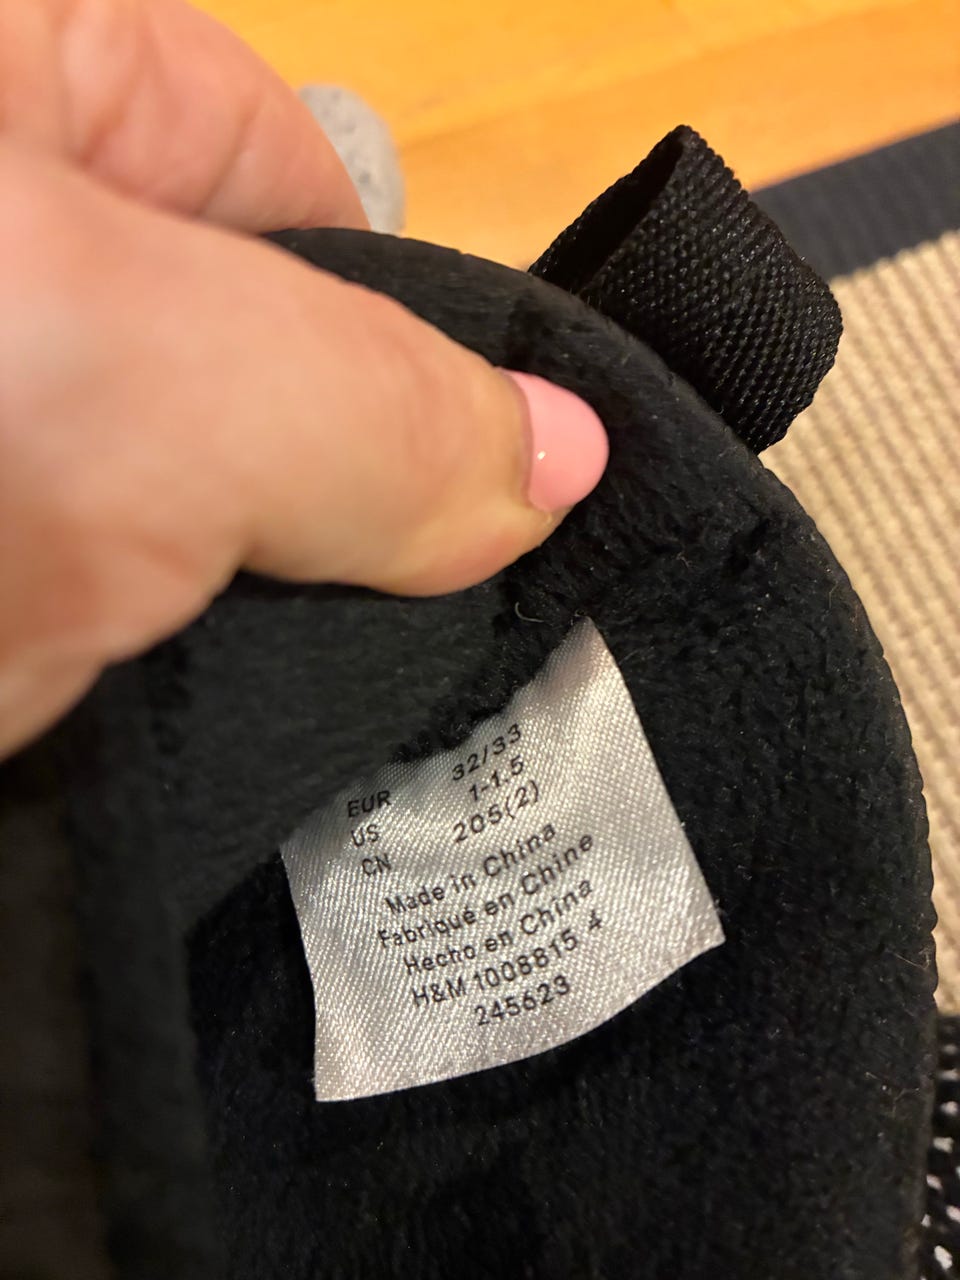 EUR 32/33
US 1-1.5
CN 205(2)
Made in China
Fabriqué en Chine
Hecho en China
H&M 1008815 4
245623